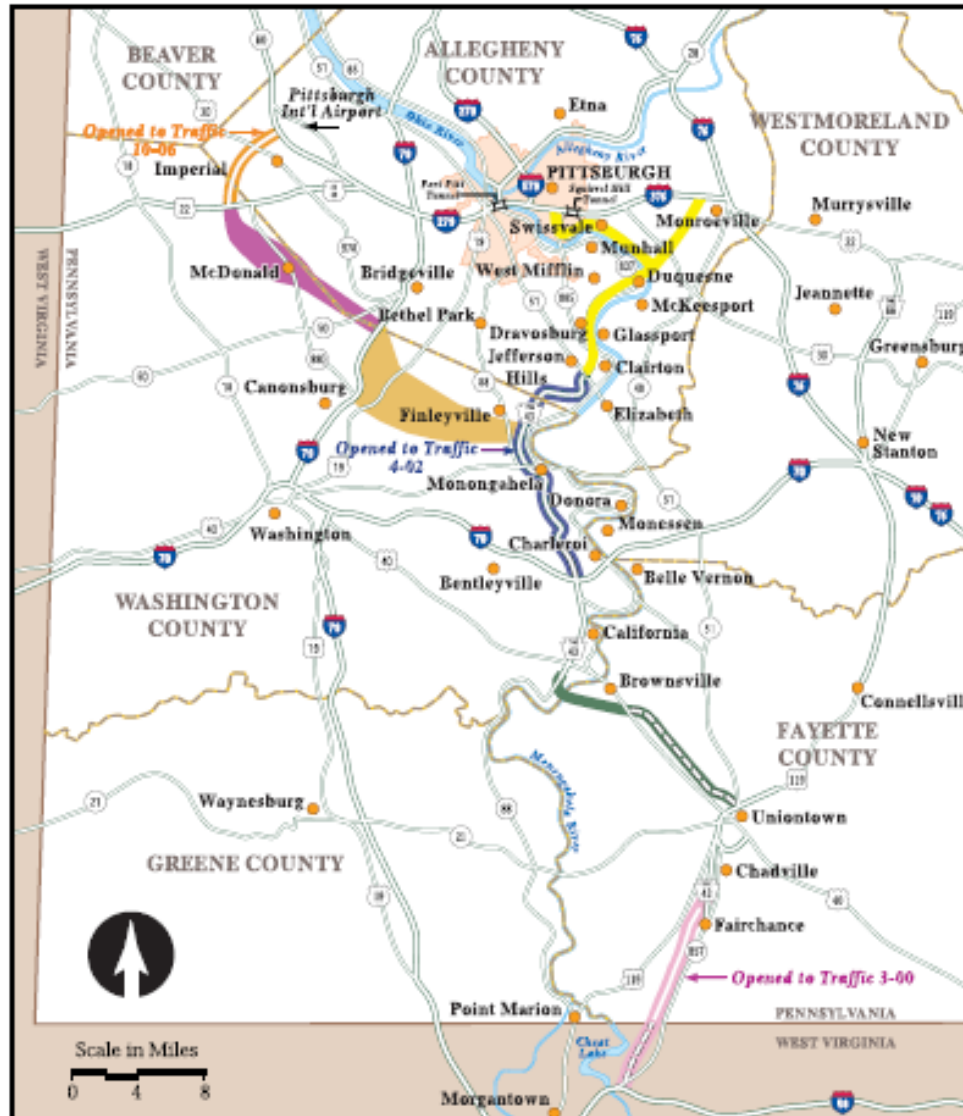 BEAVER
COUNTY
ALLEGHENY
COUNTY
WESTMORELAND
COUNTY
Pittsburgh
Int'l Airport
Opened to Traffic
10-06
Imperial
Etna
Ohio River
Allegheny River
PITTSBURGH
Fort Pitt
Tunnel
Squirrel Hill
Tunnel
Swissvale
Monroeville
Murrysville
Munhall
McDonald
Bridgeville
West Mifflin
Duquesne
McKeesport
Jeannette
Bethel Park
Dravosburg
Glassport
Greensburg
Jefferson
Hills
Clairton
Canonsburg
Finleyville
Elizabeth
New
Stanton
Opened to Traffic
4-02
Monongahela
Donora
Washington
Monessen
Charleroi
Bentleyville
Belle Vernon
WASHINGTON
COUNTY
California
Brownsville
Connellsvill
FAYETTE
COUNTY
Monongahela River
Waynesburg
Uniontown
GREENE COUNTY
Chadville
Fairchance
Opened to Traffic 3-00
Point Marion
PENNSYLVANIA
WEST VIRGINIA
Cheat
Lake
Morgantown
Scale in Miles
0 4 8
WEST VIRGINIA
PENNSYLVANIA